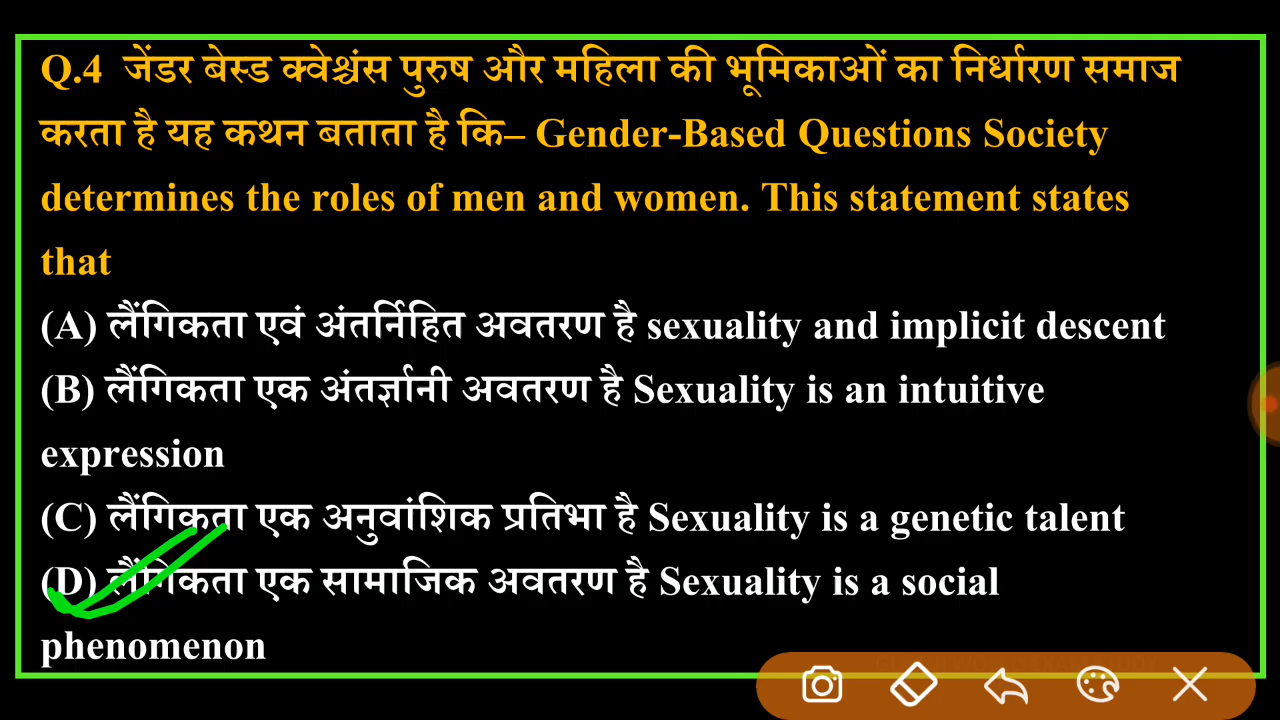 Q.4 जेंडर बेस्ड क्वेश्चंस पुरुष और महिला की भूमिकाओं का निर्धारण समाज
करता है यह कथन बताता है कि– Gender-Based Questions Society
determines the roles of men and women. This statement states
that
(A) लैंगिकता एवं अंतर्निहित अवतरण है sexuality and implicit descent
(B) लैंगिकता एक अंतर्ज्ञानी अवतरण है Sexuality is an intuitive
expression
(C) लैंगिकता एक अनुवांशिक प्रतिभा है Sexuality is a genetic talent
(D) लैंगिकता एक सामाजिक अवतरण है Sexuality is a social
phenomenon